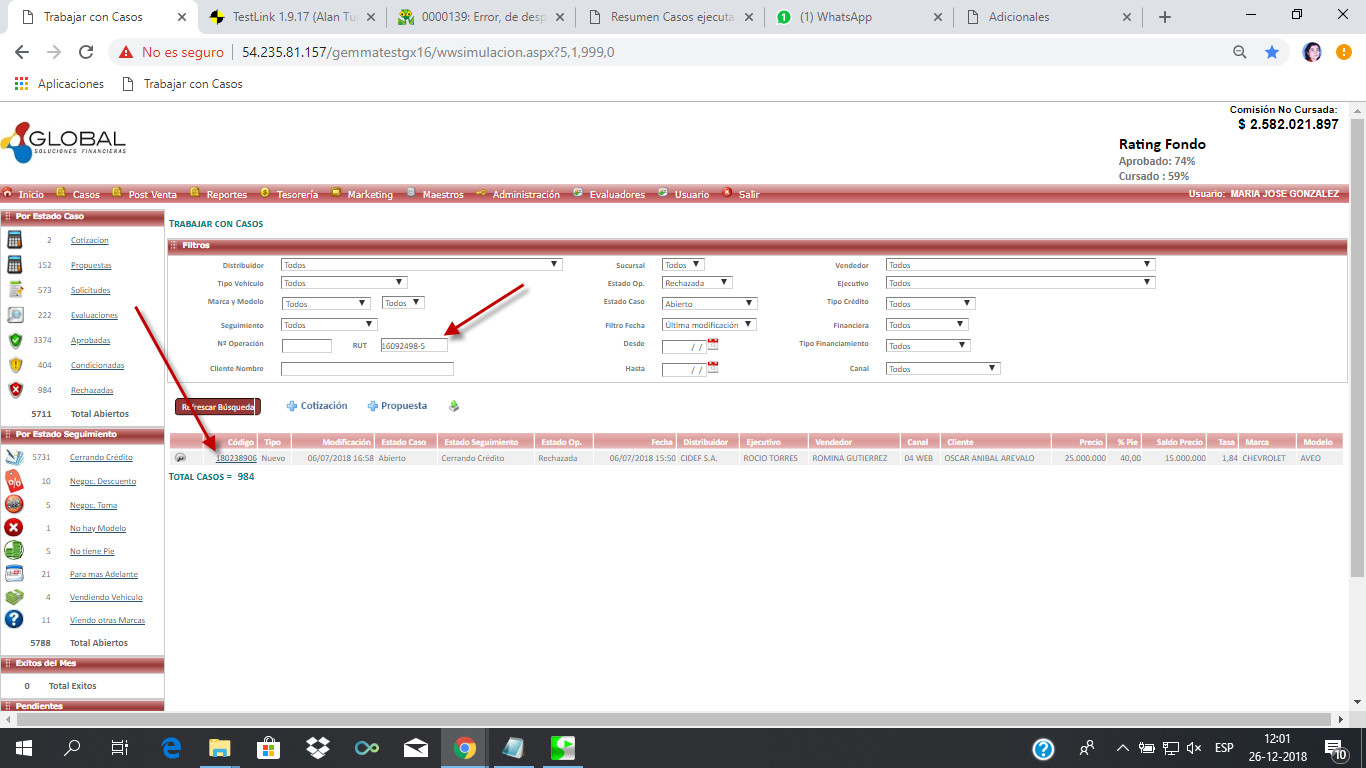 Trabajar con Casos
TestLink 1.9.17 (Alan Tu
0000139: Error, de desp
Resumen Casos ejecuta
(1) WhatsApp
Adicionales
No es seguro | 54.235.81.157/gemmatestgx16/wwsimulacion.aspx?5,1,999,0
Aplicaciones Trabajar con Casos
Comisión No Cursada:
$ 2.582.021.897
GLOBAL
SOLUCIONES FINANCIERAS
Rating Fondo
Aprobado: 74%
Cursado : 59%
Inicio Casos Post Venta Reportes Tesorería Marketing Maestros Administración Evaluadores Usuario Salir Usuario: MARIA JOSE GONZALEZ
Por Estado Caso
2 Cotizacion
152 Propuestas
573 Solicitudes
222 Evaluaciones
3374 Aprobadas
404 Condicionadas
984 Rechazadas
5711 Total Abiertos
Por Estado Seguimiento
5731 Cerrando Crédito
10 Negoc. Descuento
5 Negoc. Toma
1 No hay Modelo
5 No tiene Pie
21 Para mas Adelante
4 Vendiendo Vehículo
11 Viendo otras Marcas
5788 Total Abiertos
Exitos del Mes
0 Total Exitos
Pendientes
TRABAJAR CON CASOS
Filtros
Distribuidor Todos Sucursal Todos Vendedor Todos
Tipo Vehículo Todos Estado Op. Rechazada Ejecutivo Todos
Marca y Modelo Todos Todos Estado Caso Abierto Tipo Crédito Todos
Seguimiento Todos Filtro Fecha Última modificación Financiera Todos
Nº Operación RUT 16092498-5 Desde / / Tipo Financiamiento Todos
Cliente Nombre Hasta / / Canal Todos
Refrescar Búsqueda Cotización Propuesta
Código Tipo Modificación Estado Caso Estado Seguimiento Estado Op. Fecha Distribuidor Ejecutivo Vendedor Canal Cliente Precio % Pie Saldo Precio Tasa Marca Modelo
180238906 Nuevo 06/07/2018 16:58 Abierto Cerrando Crédito Rechazada 06/07/2018 15:50 CIDEF S.A. ROCIO TORRES ROMINA GUTIERREZ 04 WEB OSCAR ANIBAL AREVALO 25.000.000 40,00 15.000.000 1,84 CHEVROLET AVEO
TOTAL CASOS = 984
ESP
12:01
26-12-2018
10